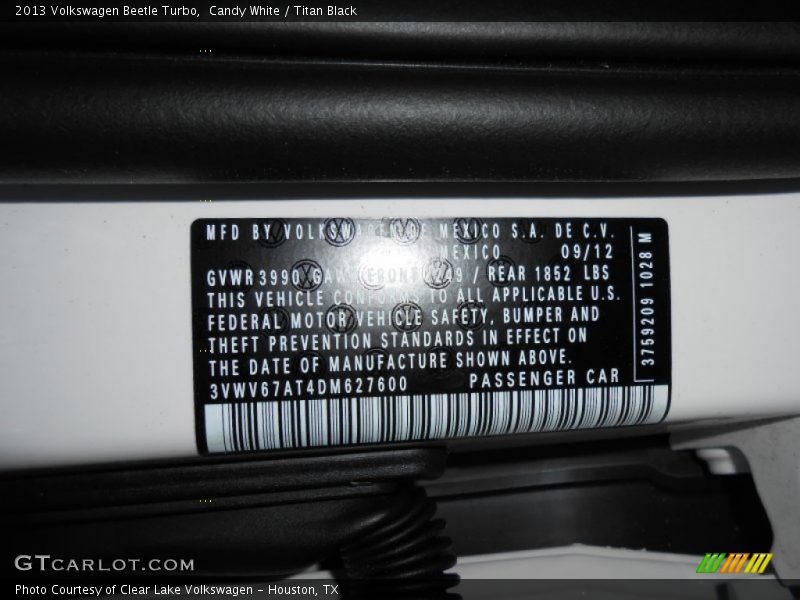 2013 Volkswagen Beetle Turbo,  Candy White / Titan Black
MFD BY VOLKSWAGEN DE MEXICO S.A. DE C.V.
MEXICO 09/12
GVWR 3990 GAWR FRONT / REAR 1852 LBS
THIS VEHICLE CONFORMS TO ALL APPLICABLE U.S.
FEDERAL MOTOR VEHICLE SAFETY, BUMPER AND
THEFT PREVENTION STANDARDS IN EFFECT ON
THE DATE OF MANUFACTURE SHOWN ABOVE.
3VWV67AT4DM627600 PASSENGER CAR
3759209 1028 M
GTCARLOT.COM
Photo Courtesy of Clear Lake Volkswagen – Houston, TX